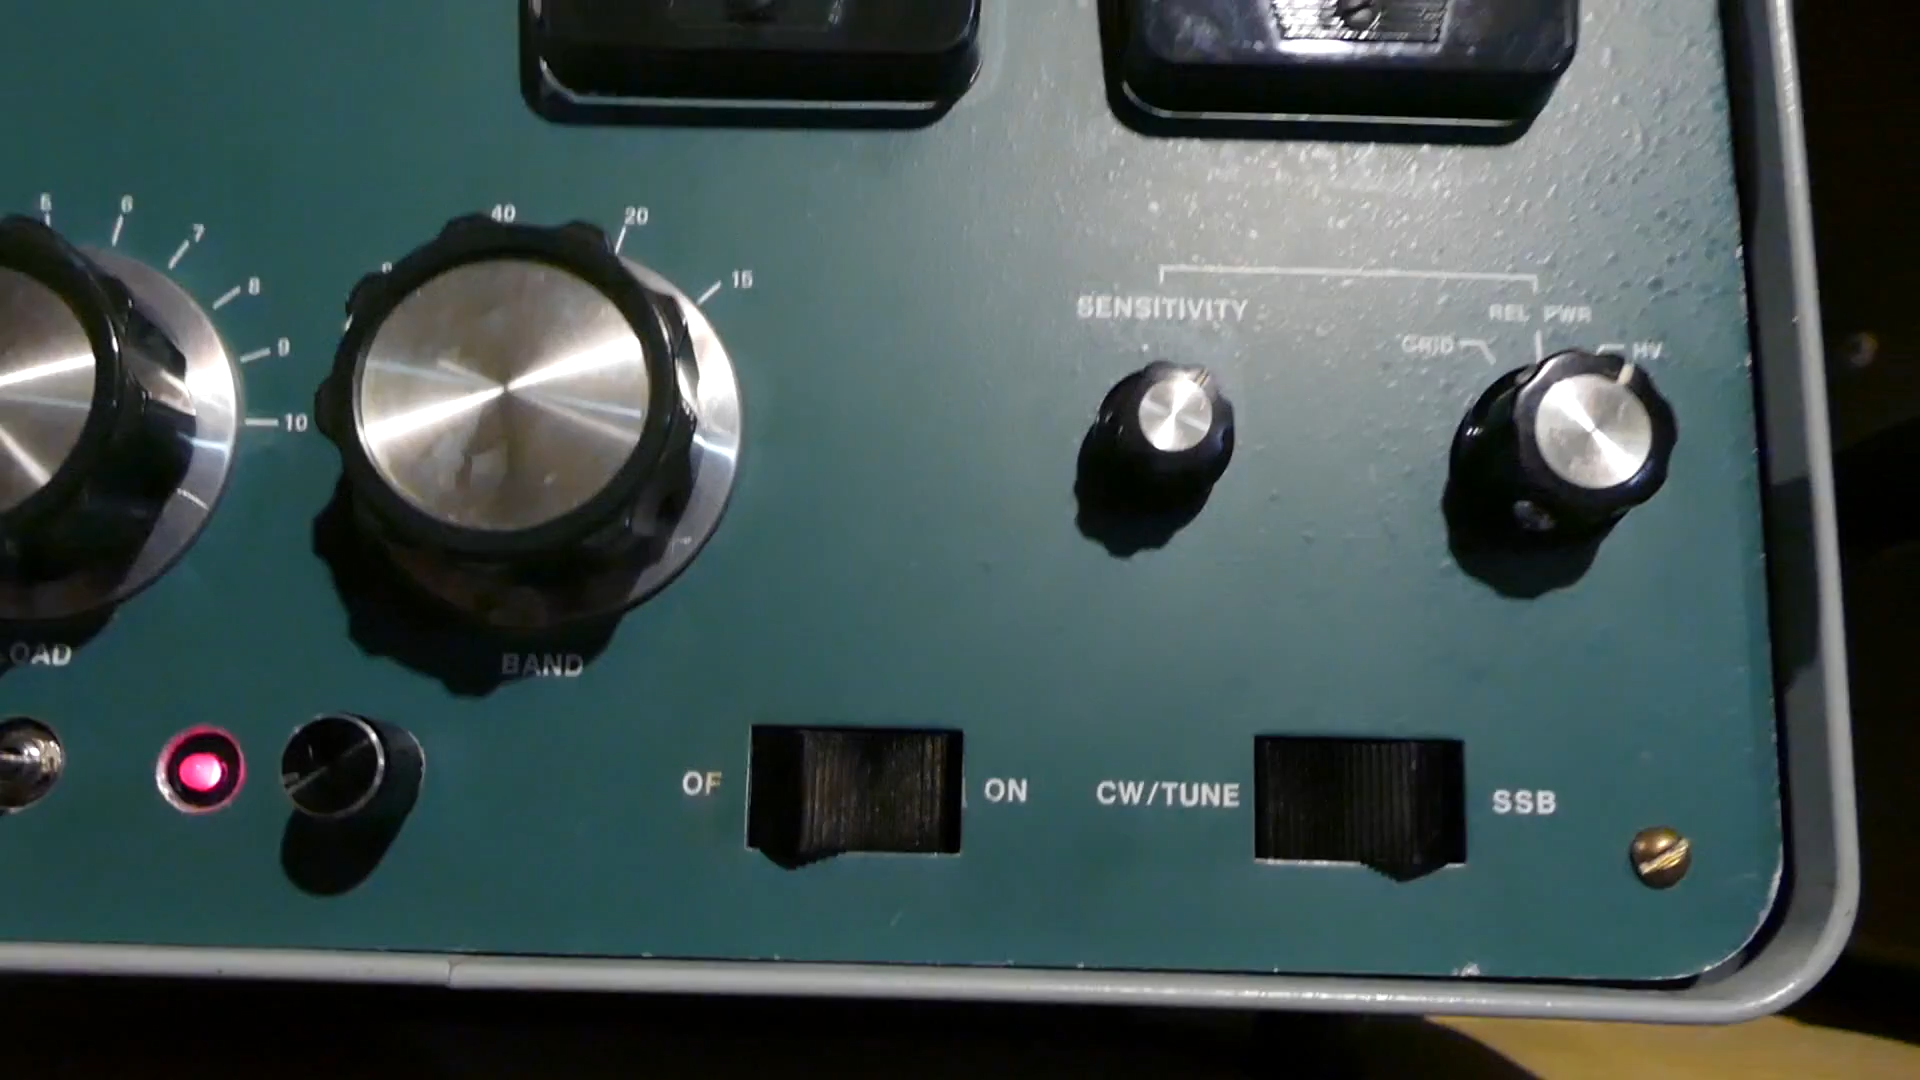 5
6
7
8
9
10
40
20
15
SENSITIVITY
REL PWR
GRID
HV
OAD
BAND
OF
ON
CW/TUNE
SSB